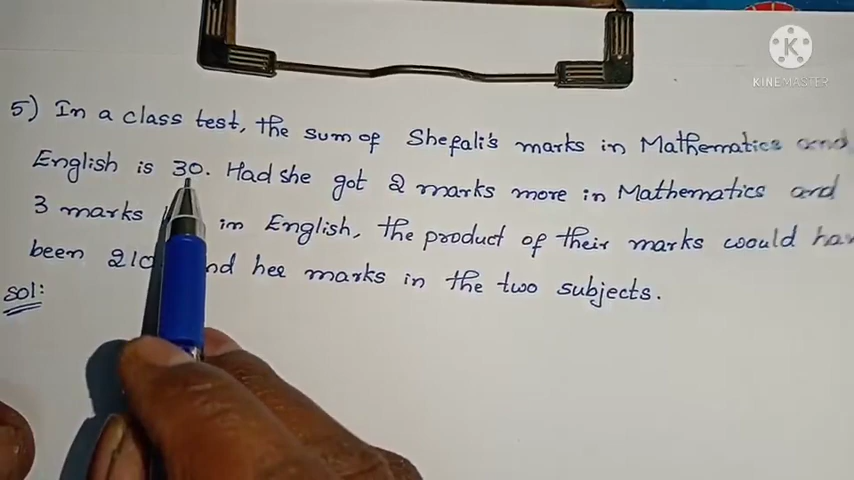 KINEMASTER
5) In a class test, the sum of Shefali's marks in Mathematics and
English is 30. Had she got 2 marks more in Mathematics and
3 marks in English, the product of their marks would hav
been 210 nd her marks in the two subjects.
Sol: